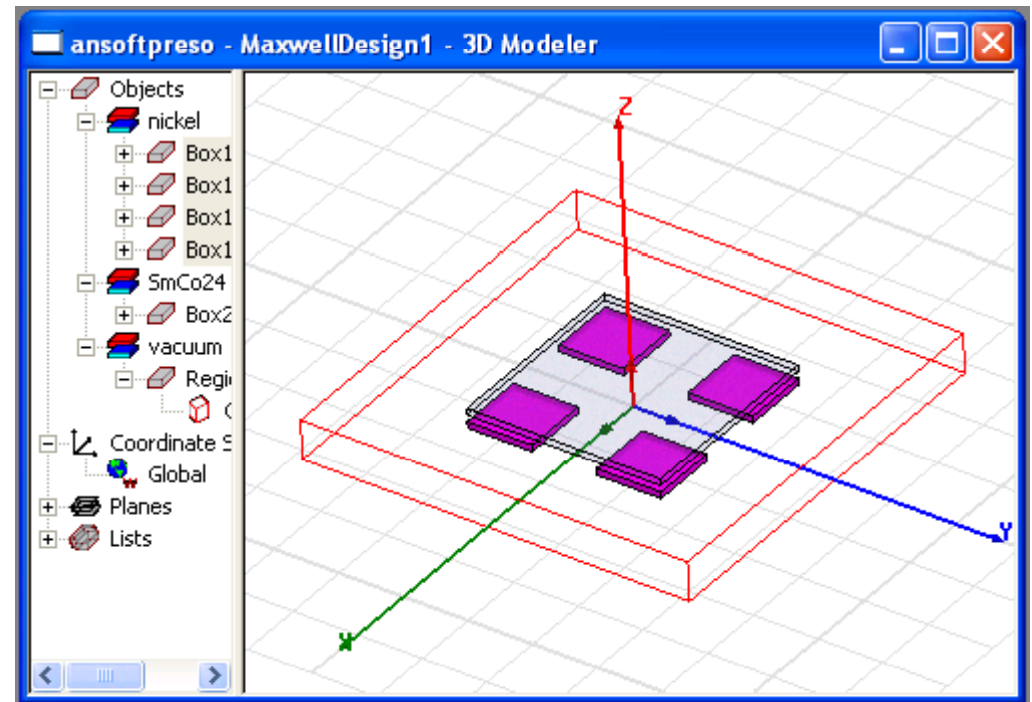 ansoftpreso - MaxwellDesign1 - 3D Modeler
Objects
nickel
Box1
Box1
Box1
Box1
SmCo24
Box2
vacuum
Regi
C
Coordinate S
Global
Planes
Lists
Z
Y
X